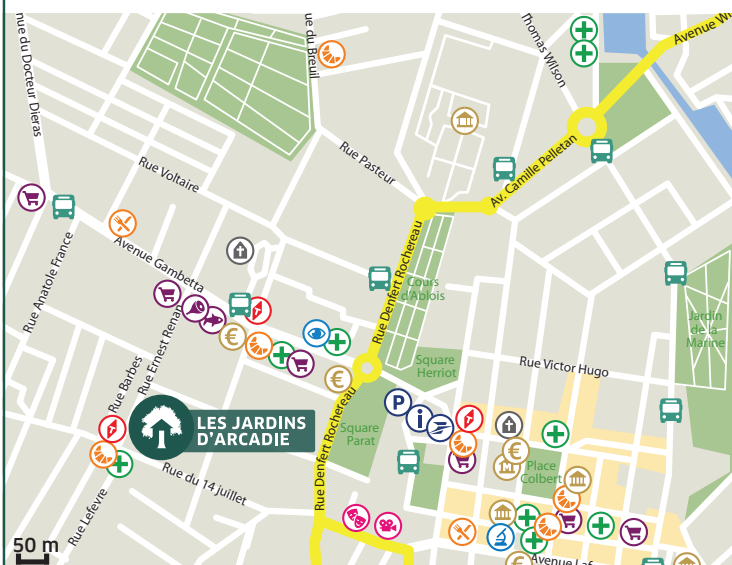 nue du Docteur Dieras
ue du Breuil
Thomas Wilson
Avenue W
Rue Voltaire
Rue Pasteur
Av. Camille Pelletan
Avenue Gambetta
Rue Anatole France
Rue Denfert Rochereau
Cours
d'Ablois
Jardin
de la
Marine
Rue Ernest Renan
Rue Barbes
Square
Herriot
Rue Victor Hugo
P
i
LES JARDINS
D'ARCADIE
Square
Parat
Rue Denfert Rochereau
Place
Colbert
M
€
€
€
€
Rue du 14 juillet
Rue Lefevre
50 m
Avenue Laf